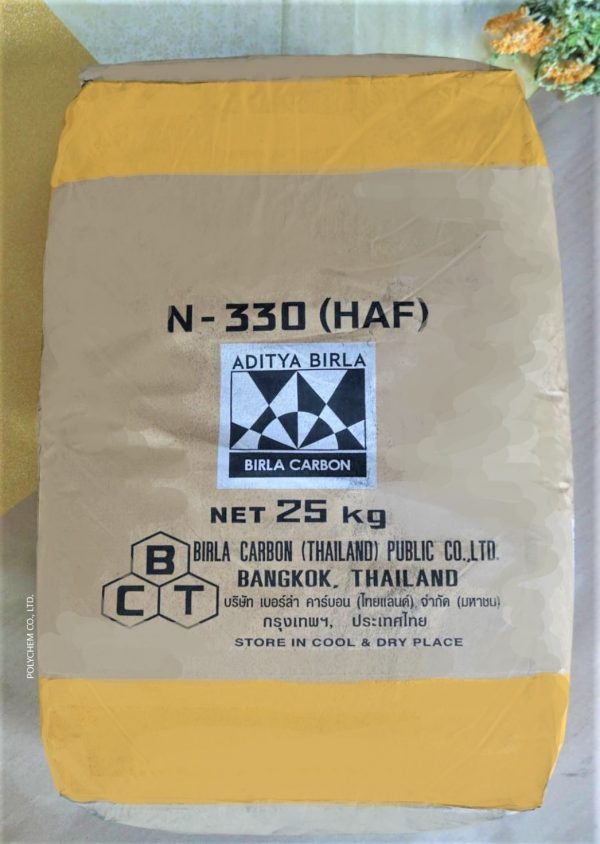 N-330 (HAF)
ADITYA BIRLA
BIRLA CARBON
NET 25 kg
B
C T
BIRLA CARBON (THAILAND) PUBLIC CO.,LTD.
BANGKOK, THAILAND
บริษัท เบอร์ล่า คาร์บอน (ไทยแลนด์) จำกัด (มหาชน)
กรุงเทพฯ, ประเทศไทย
STORE IN COOL & DRY PLACE
POLYCHEM CO., LTD.